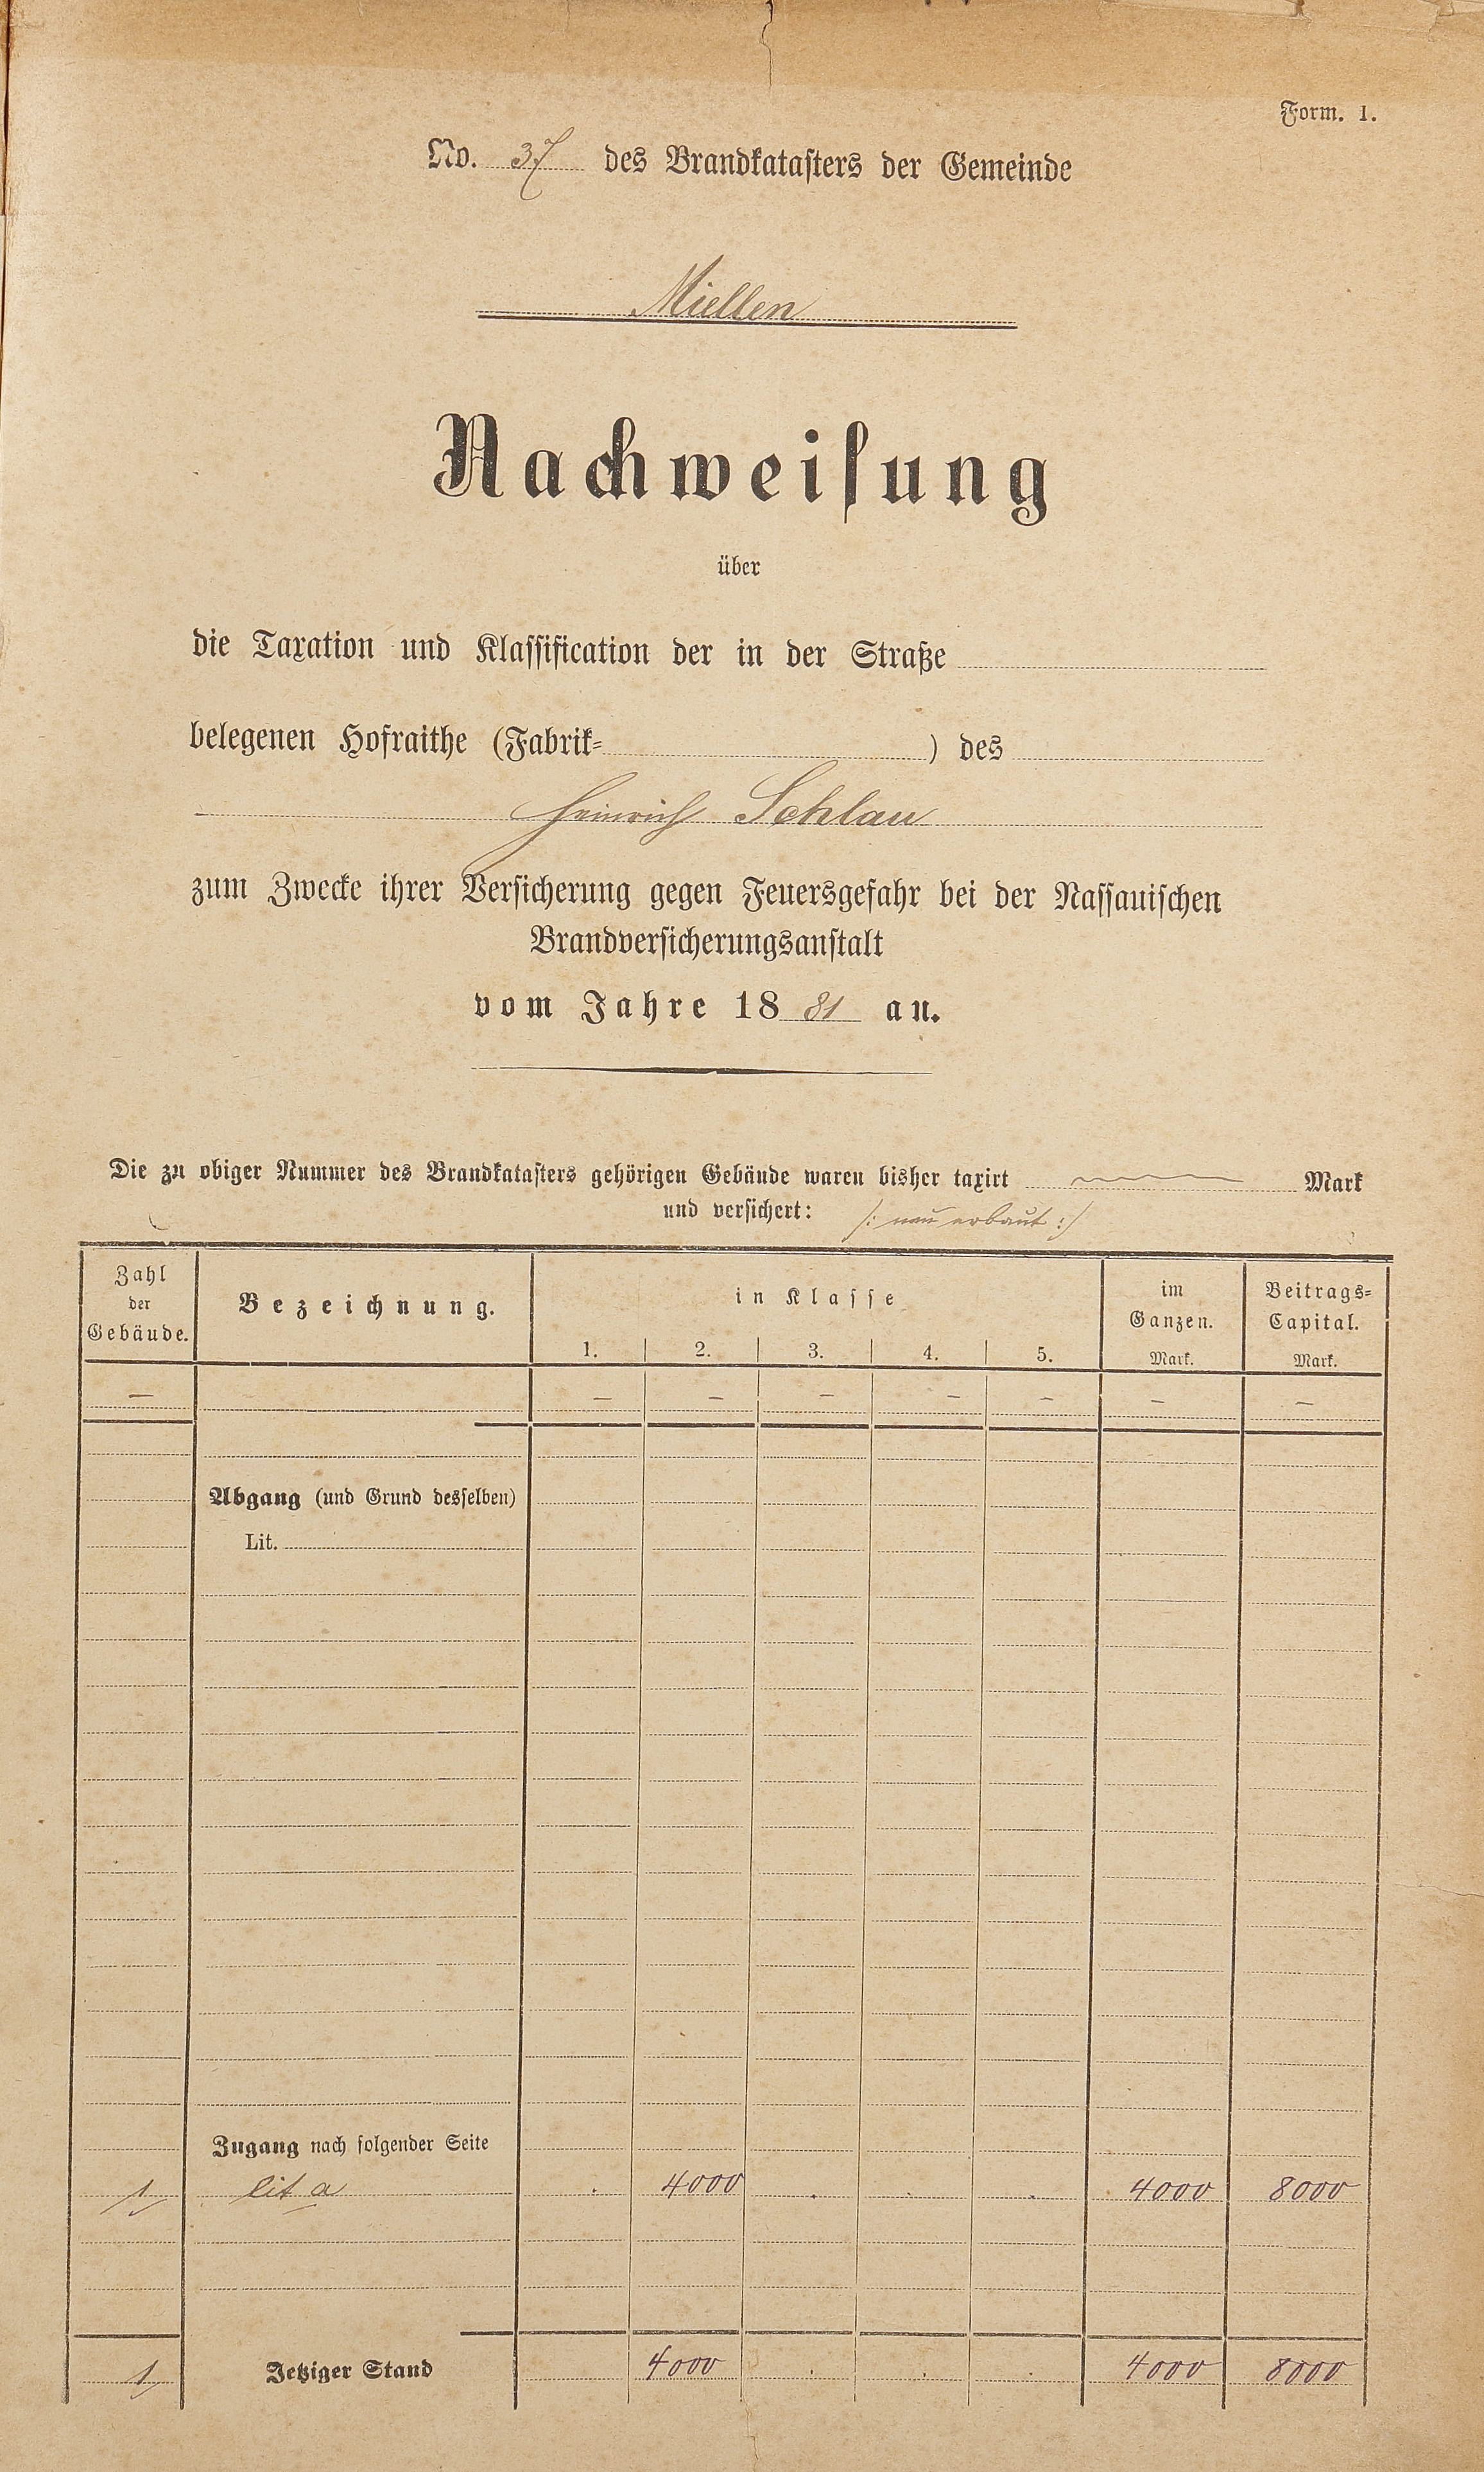 Form. 1.
No. 37 des Brandkatasters der Gemeinde
Miellen
Nachweisung
über
die Taxation und Klassification der in der Straße
belegenen Hofraithe (Fabrik- ) des
Heinrich Schlau
zum Zwecke ihrer Versicherung gegen Feuersgefahr bei der Nassauischen
Brandversicherungsanstalt
vom Jahre 1881 an.
Die zu obiger Nummer des Brandkatasters gehörigen Gebäude waren bisher taxirt Mark
und versichert: /: neu erbaut :/
Zahl der Gebäude. Bezeichnung. in Klasse im Ganzen. Beitrags-Capital.
1. 2. 3. 4. 5. Mark. Mark.
— — — — — — — —
Abgang (und Grund desselben)
Lit.
Zugang nach folgender Seite
1 lit a . 4000 . . . 4000 8000
1 Jetziger Stand 4000 . . . 4000 8000